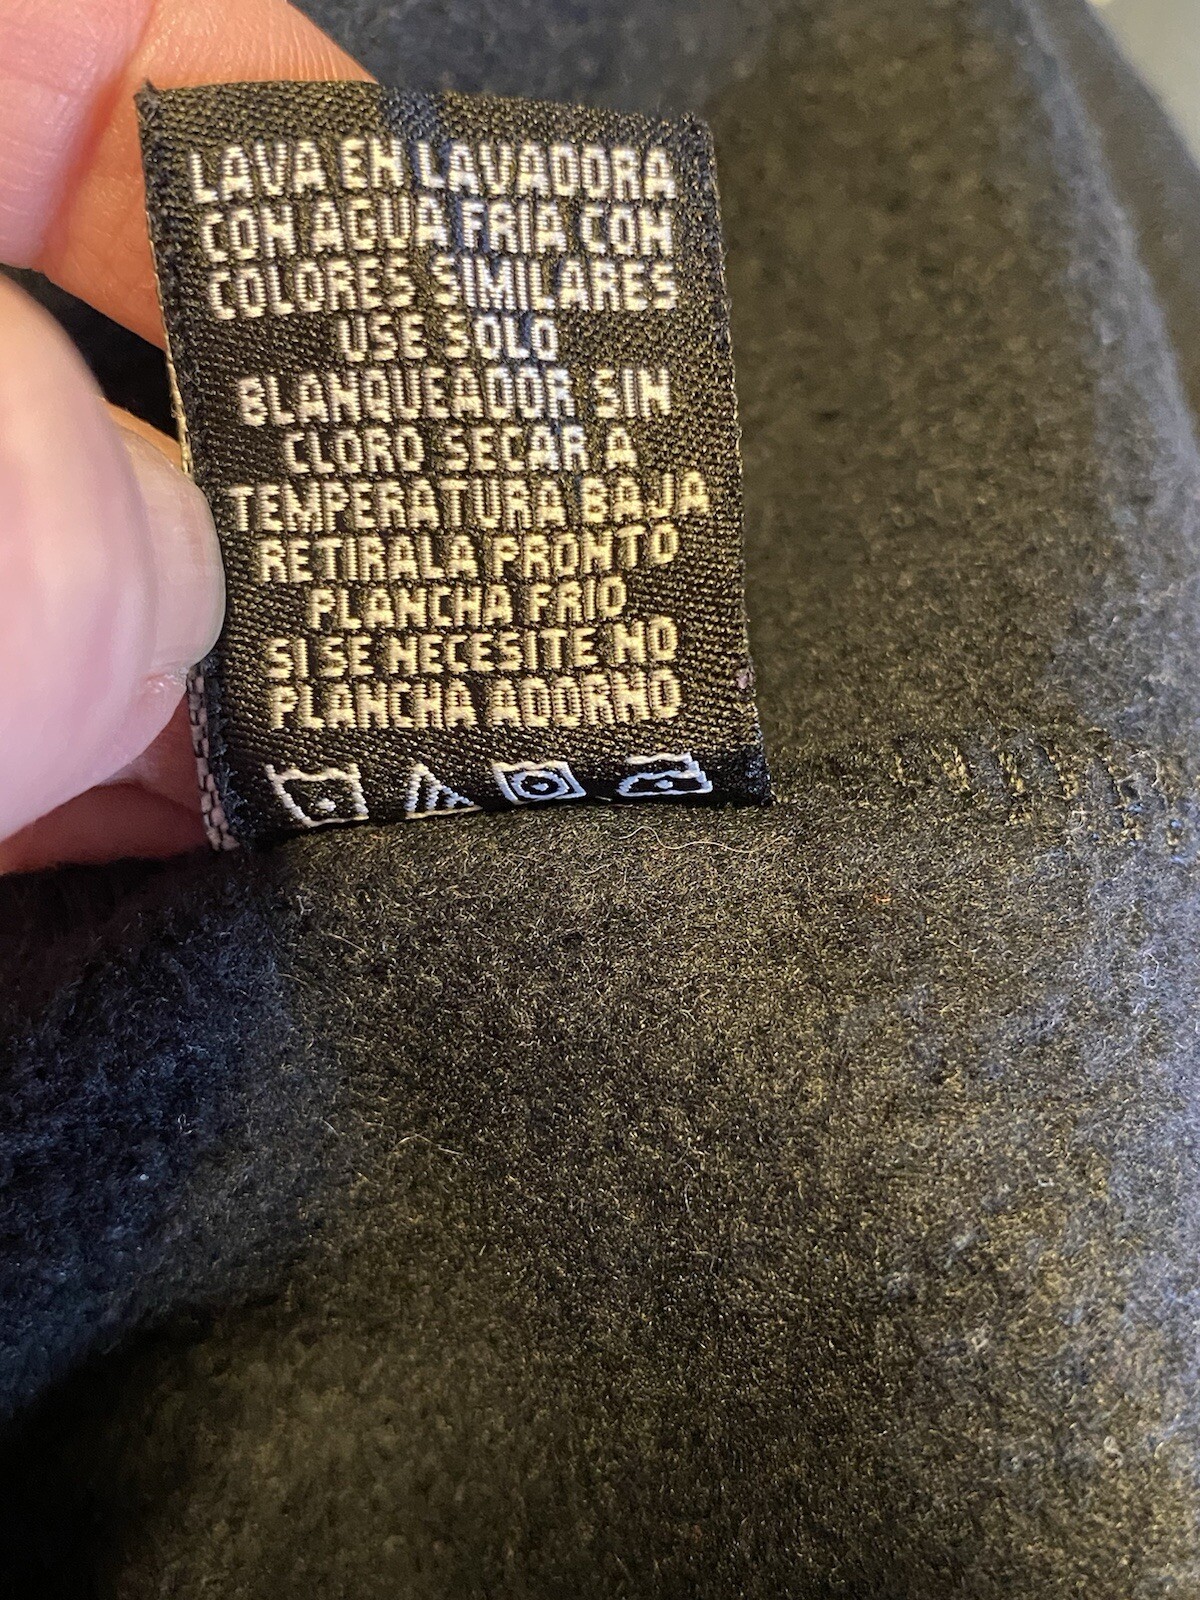 LAVA EN LAVADORA
CON AGUA FRIA CON
COLORES SIMILARES
USE SOLO
BLANQUEADOR SIN
CLORO SECAR A
TEMPERATURA BAJA
RETIRALA PRONTO
PLANCHA FRIO
SI SE NECESITE NO
PLANCHA ADORNO